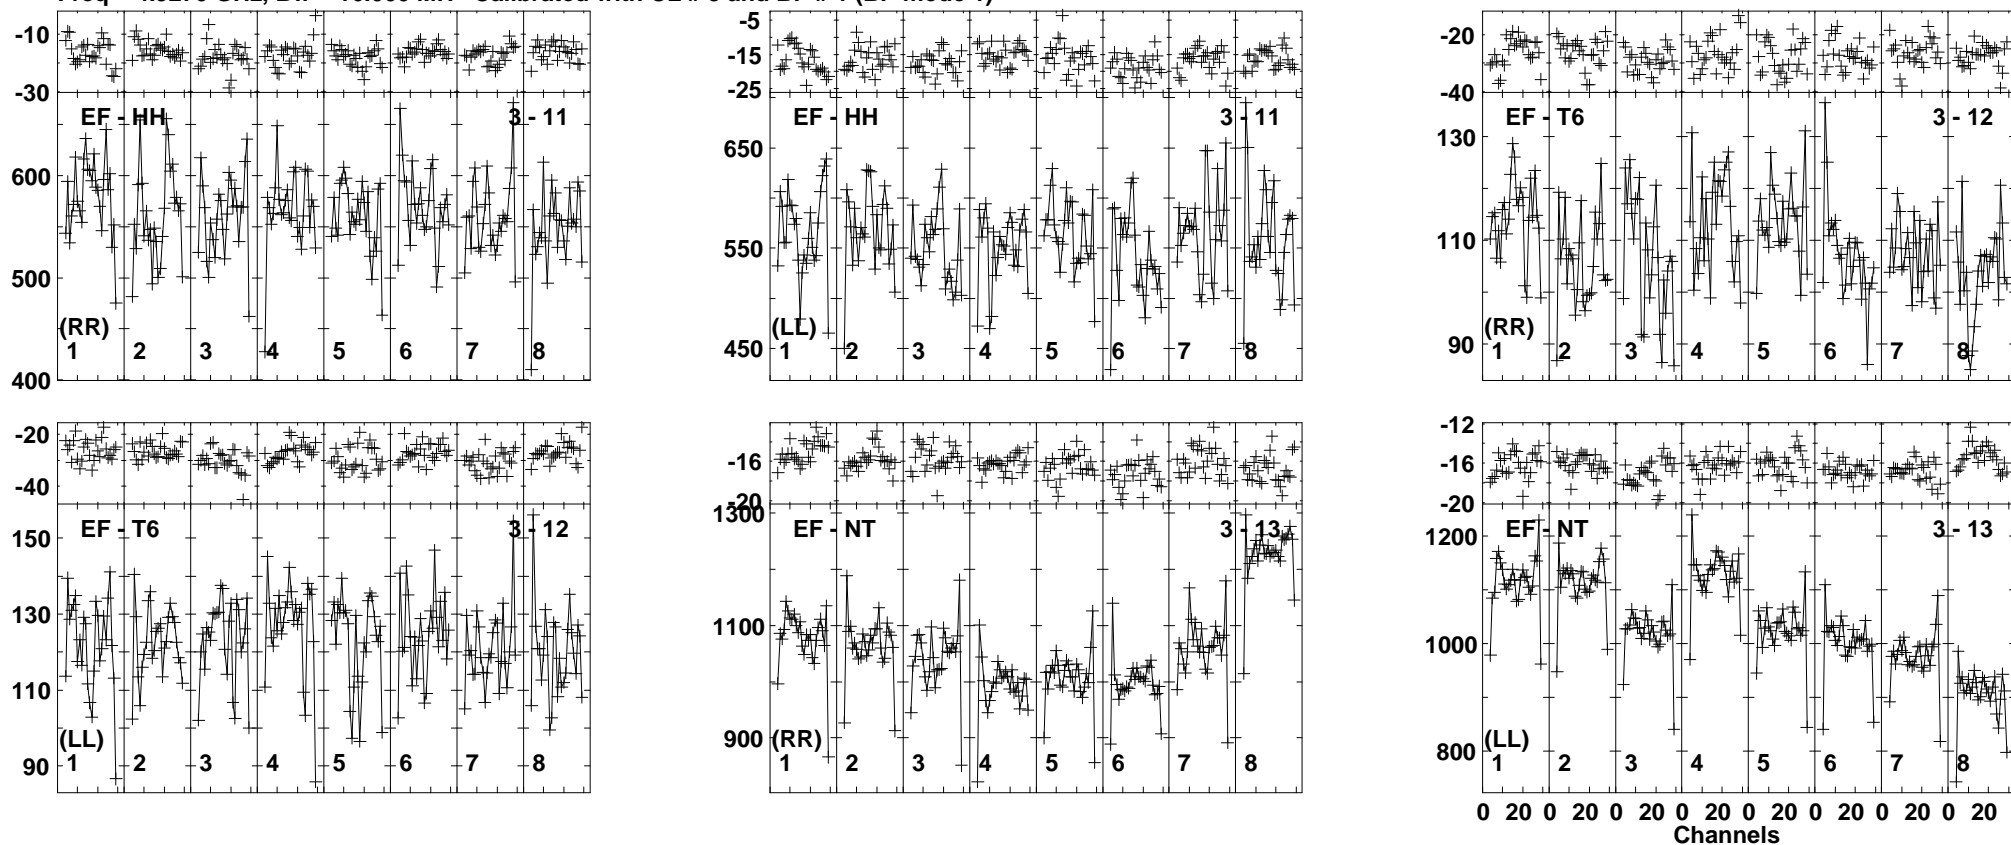 -10
-30
EF - HH 3 - 11
600
500
400
(RR)
1 2 3 4 5 6 7 8
-5
-15
-25
EF - HH 3 - 11
650
550
450
(LL)
1 2 3 4 5 6 7 8
-20
-40
EF - T6 3 - 12
130
110
90
(RR)
1 2 3 4 5 6 7 8
-20
-40
EF - T6 3 - 12
150
130
110
90
(LL)
1 2 3 4 5 6 7 8
-16
-20
EF - NT 3 - 13
1300
1100
900
(RR)
1 2 3 4 5 6 7 8
-12
-16
-20
EF - NT 3 - 13
1200
1000
800
(LL)
1 2 3 4 5 6 7 8
0 20 0 20 0 20 0 20 0 20 0 20 0 20 0 20
Channels